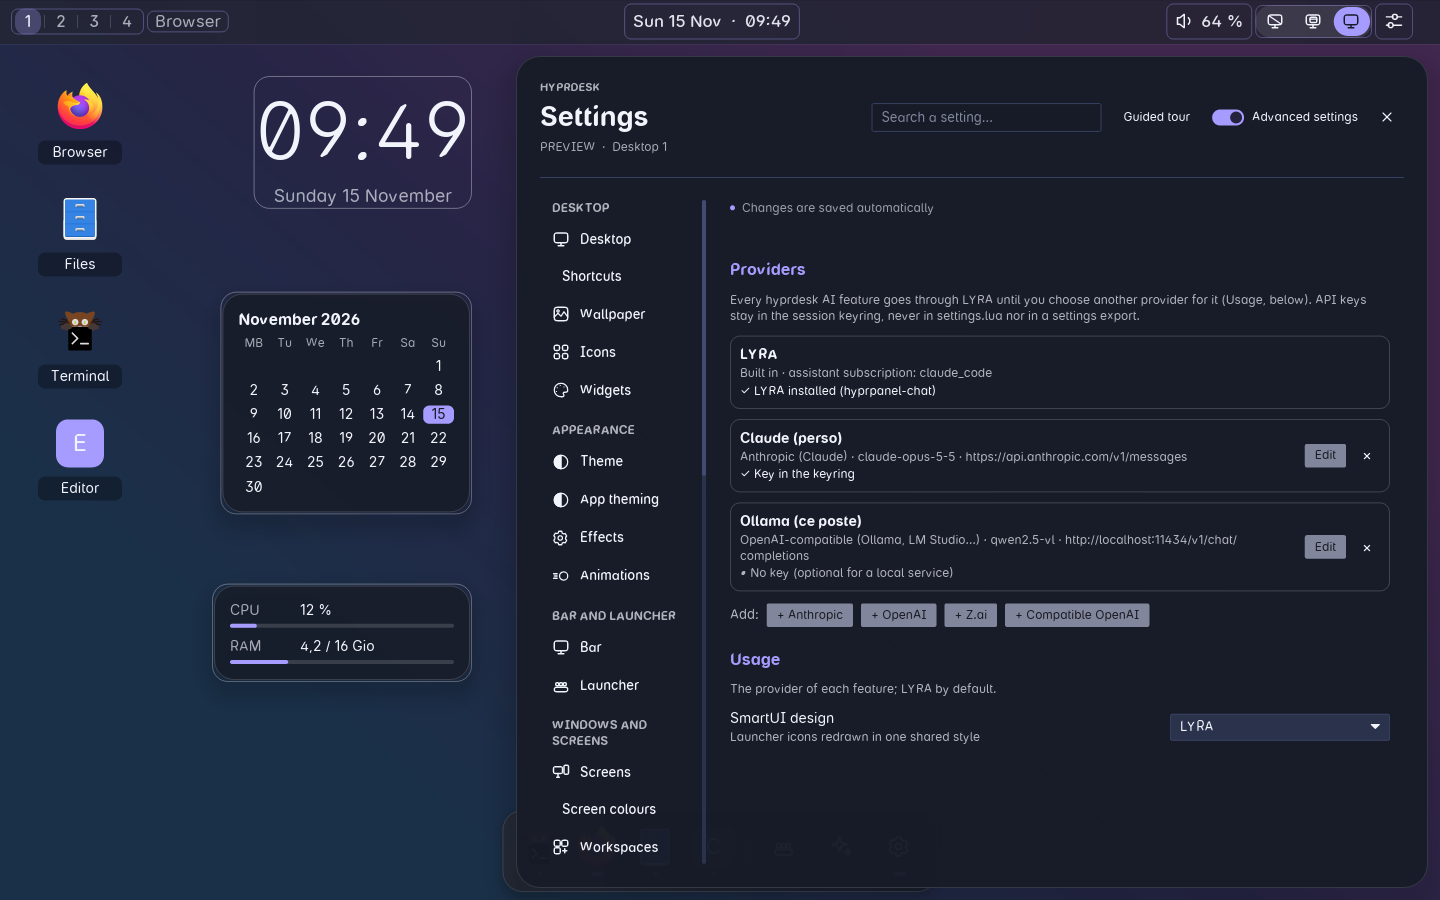 1 2 3 4 Browser
Sun 15 Nov · 09:49
64 %
Browser
Files
Terminal
E
Editor
09:49
Sunday 15 November
November 2026
MB Tu We Th Fr Sa Su
1
2 3 4 5 6 7 8
9 10 11 12 13 14 15
16 17 18 19 20 21 22
23 24 25 26 27 28 29
30
CPU 12 %
RAM 4,2 / 16 Gio
HYPRDESK
Settings
PREVIEW · Desktop 1
Search a setting...
Guided tour
Advanced settings
DESKTOP
Desktop
Shortcuts
Wallpaper
Icons
Widgets
APPEARANCE
Theme
App theming
Effects
Animations
BAR AND LAUNCHER
Bar
Launcher
WINDOWS AND
SCREENS
Screens
Screen colours
Workspaces
• Changes are saved automatically
Providers
Every hyprdesk AI feature goes through LYRA until you choose another provider for it (Usage, below). API keys
stay in the session keyring, never in settings.lua nor in a settings export.
LYRA
Built in · assistant subscription: claude_code
✓ LYRA installed (hyprpanel-chat)
Claude (perso)
Anthropic (Claude) · claude-opus-5-5 · https://api.anthropic.com/v1/messages
✓ Key in the keyring
Edit ×
Ollama (ce poste)
OpenAI-compatible (Ollama, LM Studio...) · qwen2.5-vl · http://localhost:11434/v1/chat/
completions
• No key (optional for a local service)
Edit ×
Add: + Anthropic + OpenAI + Z.ai + Compatible OpenAI
Usage
The provider of each feature; LYRA by default.
SmartUI design
Launcher icons redrawn in one shared style
LYRA